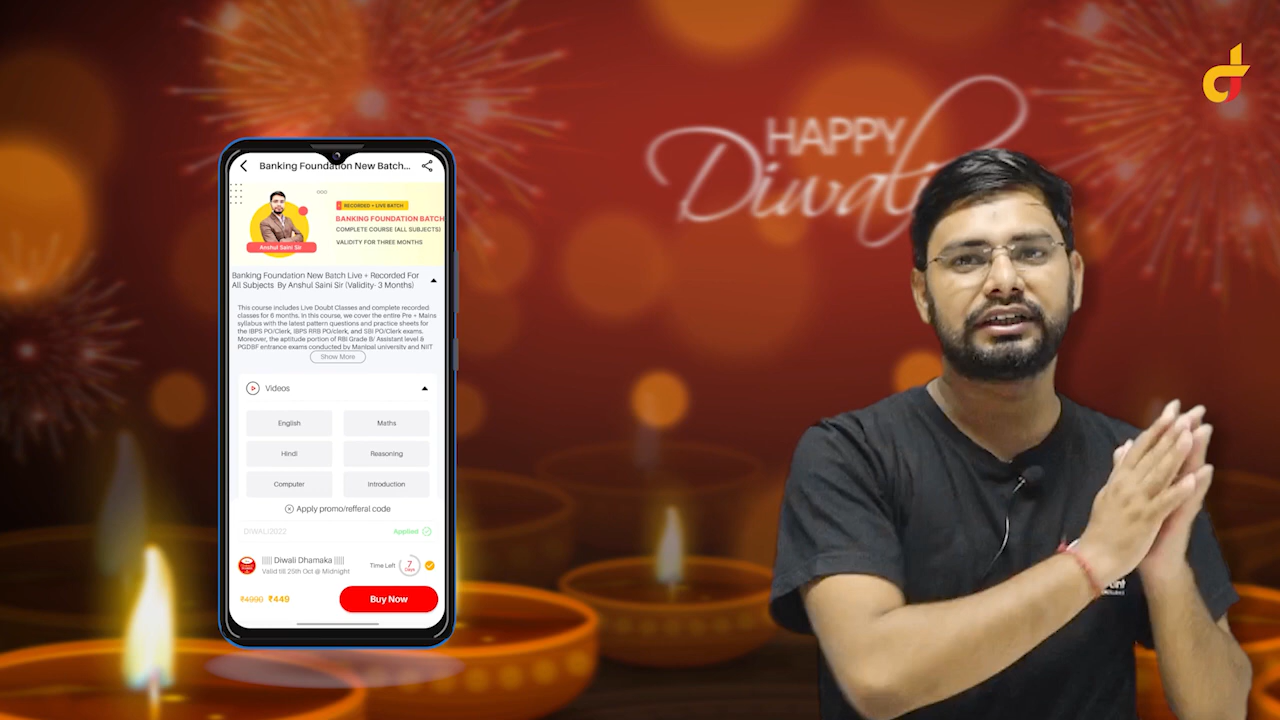 HAPPY
Diwali
Banking Foundation New Batch...
RECORDED + LIVE BATCH
BANKING FOUNDATION BATCH
COMPLETE COURSE (ALL SUBJECTS)
VALIDITY FOR THREE MONTHS
Anshul Saini Sir
Banking Foundation New Batch Live + Recorded For
All Subjects By Anshul Saini Sir (Validity- 3 Months)
This course includes Live Doubt Classes and complete recorded
classes for 6 months. In this course, we cover the entire Pre + Mains
syllabus with the latest pattern questions and practice sheets for
the IBPS PO/Clerk, IBPS RRB PO/clerk, and SBI PO/Clerk exams.
Moreover, the aptitude portion of RBI Grade B/ Assistant level &
PGDBF entrance exams conducted by Manipal university and NIIT
Show More
Videos
English Maths
Hindi Reasoning
Computer Introduction
Apply promo/refferal code
DIWALI2022 Applied
||||| Diwali Dhamaka |||||
Valid till 25th Oct @ Midnight
Time Left 7
Days
₹4990 ₹449 Buy Now